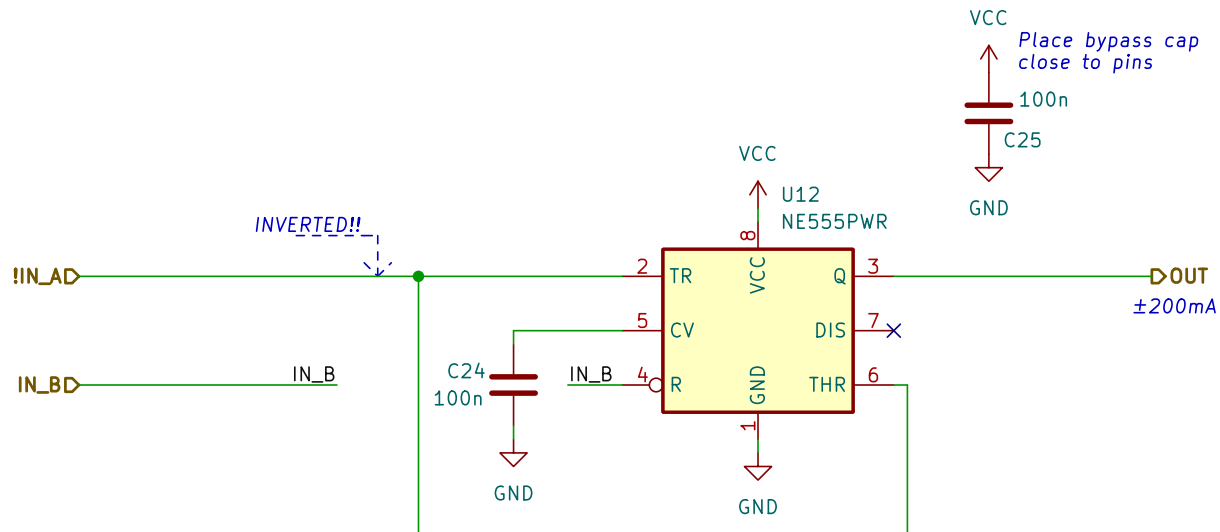 VCC
Place bypass cap
close to pins
100n
C25
GND
VCC
U12
NE555PWR
8
INVERTED!!
!IN_A
2
TR
VCC
Q
3
OUT
±200mA
5
CV
DIS
7
IN_B
IN_B
C24
100n
IN_B
4
R
GND
THR
6
1
GND
GND